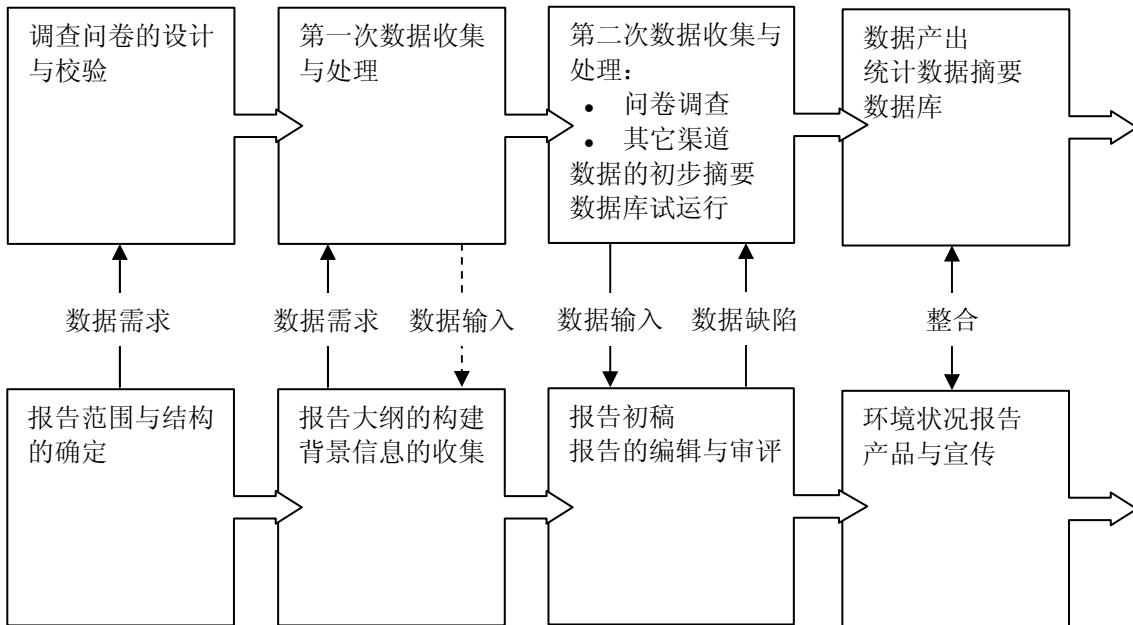 调查问卷的设计
与校验
第一次数据收集
与处理
第二次数据收集与
处理：
• 问卷调查
• 其它渠道
数据的初步摘要
数据库试运行
数据产出
统计数据摘要
数据库
数据需求
数据需求
数据输入
数据输入
数据缺陷
整合
报告范围与结构
的确定
报告大纲的构建
背景信息的收集
报告初稿
报告的编辑与审评
环境状况报告
产品与宣传